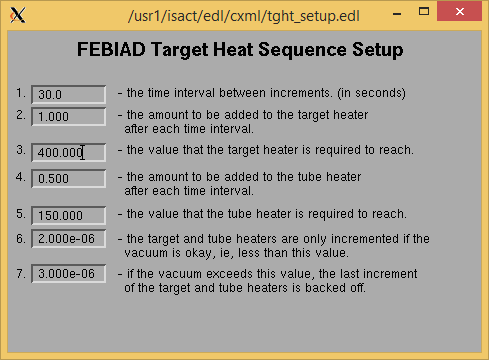 /usr1/isact/edl/cxml/tght_setup.edl
FEBIAD Target Heat Sequence Setup
1. 30.0 - the time interval between increments. (in seconds)
2. 1.000 - the amount to be added to the target heater
after each time interval.
3. 400.000 - the value that the target heater is required to reach.
4. 0.500 - the amount to be added to the tube heater
after each time interval.
5. 150.000 - the value that the tube heater is required to reach.
6. 2.000e-06 - the target and tube heaters are only incremented if the
vacuum is okay, ie, less than this value.
7. 3.000e-06 - if the vacuum exceeds this value, the last increment
of the target and tube heaters is backed off.